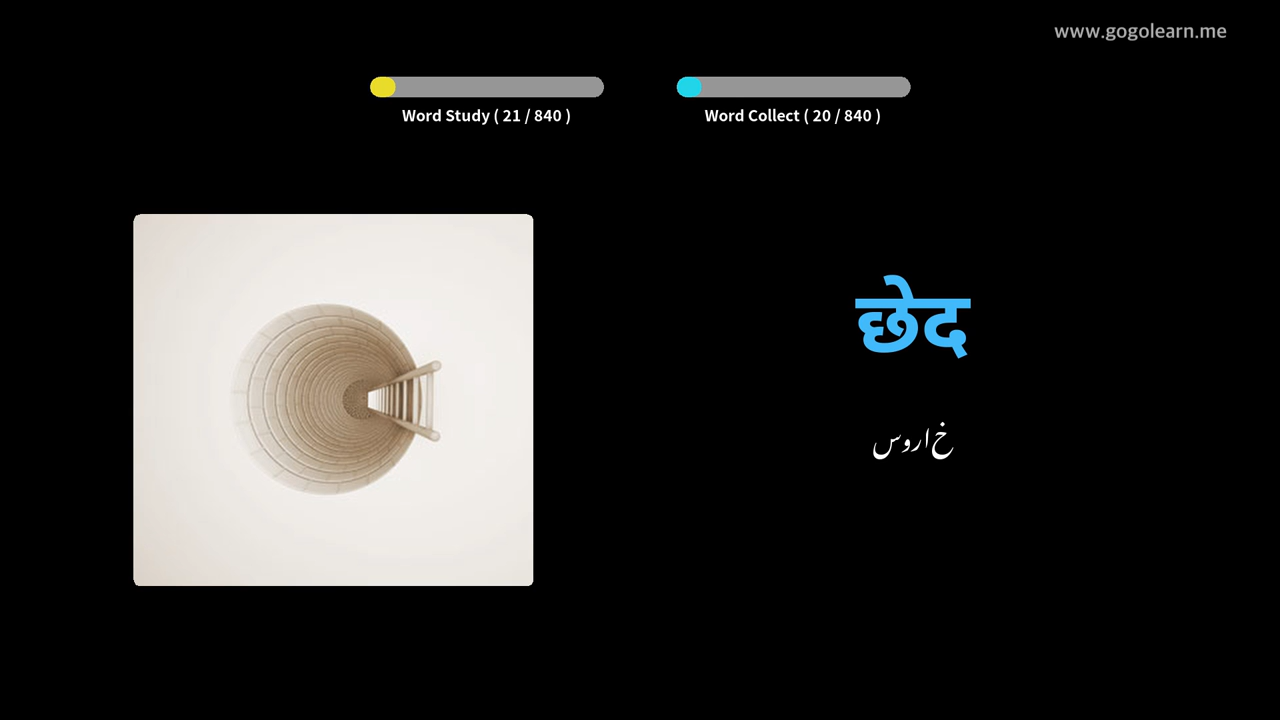 www.gogolearn.me
Word Study ( 21 / 840 )
Word Collect ( 20 / 840 )
छेद
خ اروس